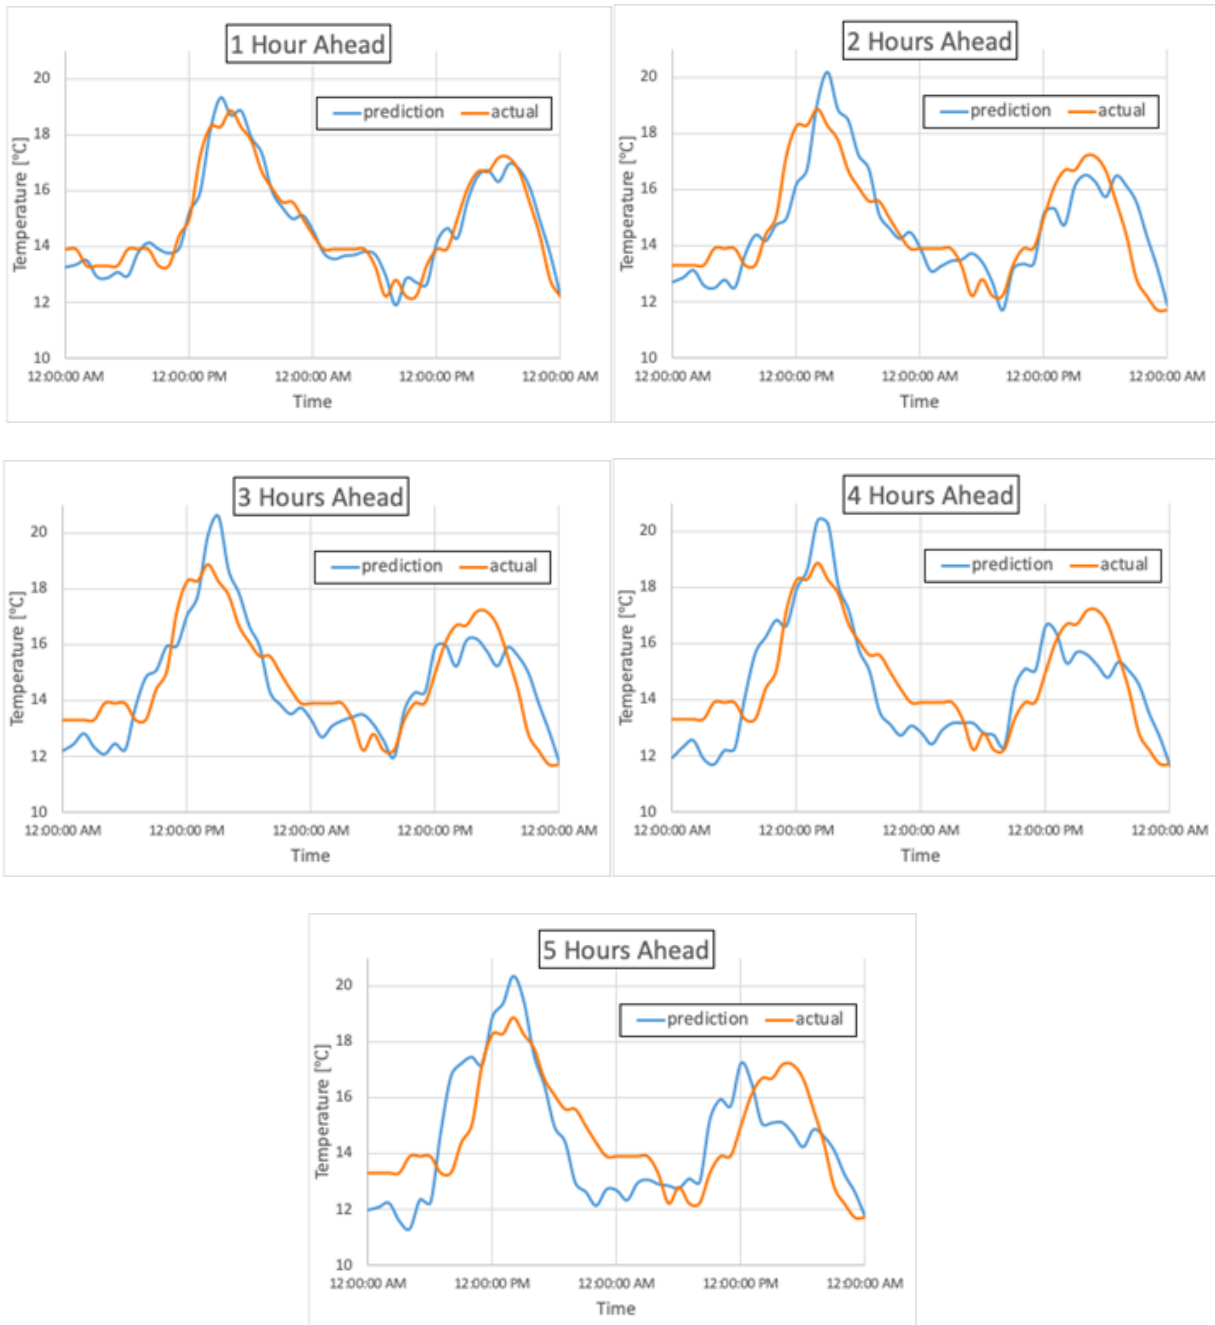 1 Hour Ahead
20
18
16
14
12
10
Temperature [°C]
prediction actual
12:00:00 AM 12:00:00 PM 12:00:00 AM 12:00:00 PM 12:00:00 AM
Time
2 Hours Ahead
20
18
16
14
12
10
Temperature [°C]
prediction actual
12:00:00 AM 12:00:00 PM 12:00:00 AM 12:00:00 PM 12:00:00 AM
Time
3 Hours Ahead
20
18
16
14
12
10
Temperature [°C]
prediction actual
12:00:00 AM 12:00:00 PM 12:00:00 AM 12:00:00 PM 12:00:00 AM
Time
4 Hours Ahead
20
18
16
14
12
10
Temperature [°C]
prediction actual
12:00:00 AM 12:00:00 PM 12:00:00 AM 12:00:00 PM 12:00:00 AM
Time
5 Hours Ahead
20
18
16
14
12
10
Temperature [°C]
prediction actual
12:00:00 AM 12:00:00 PM 12:00:00 AM 12:00:00 PM 12:00:00 AM
Time